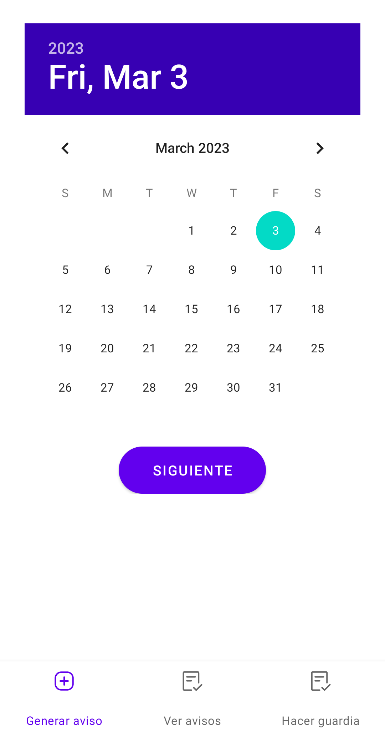 2023
Fri, Mar 3
March 2023
S M T W T F S
1 2 3 4
5 6 7 8 9 10 11
12 13 14 15 16 17 18
19 20 21 22 23 24 25
26 27 28 29 30 31
SIGUIENTE
Generar aviso Ver avisos Hacer guardia